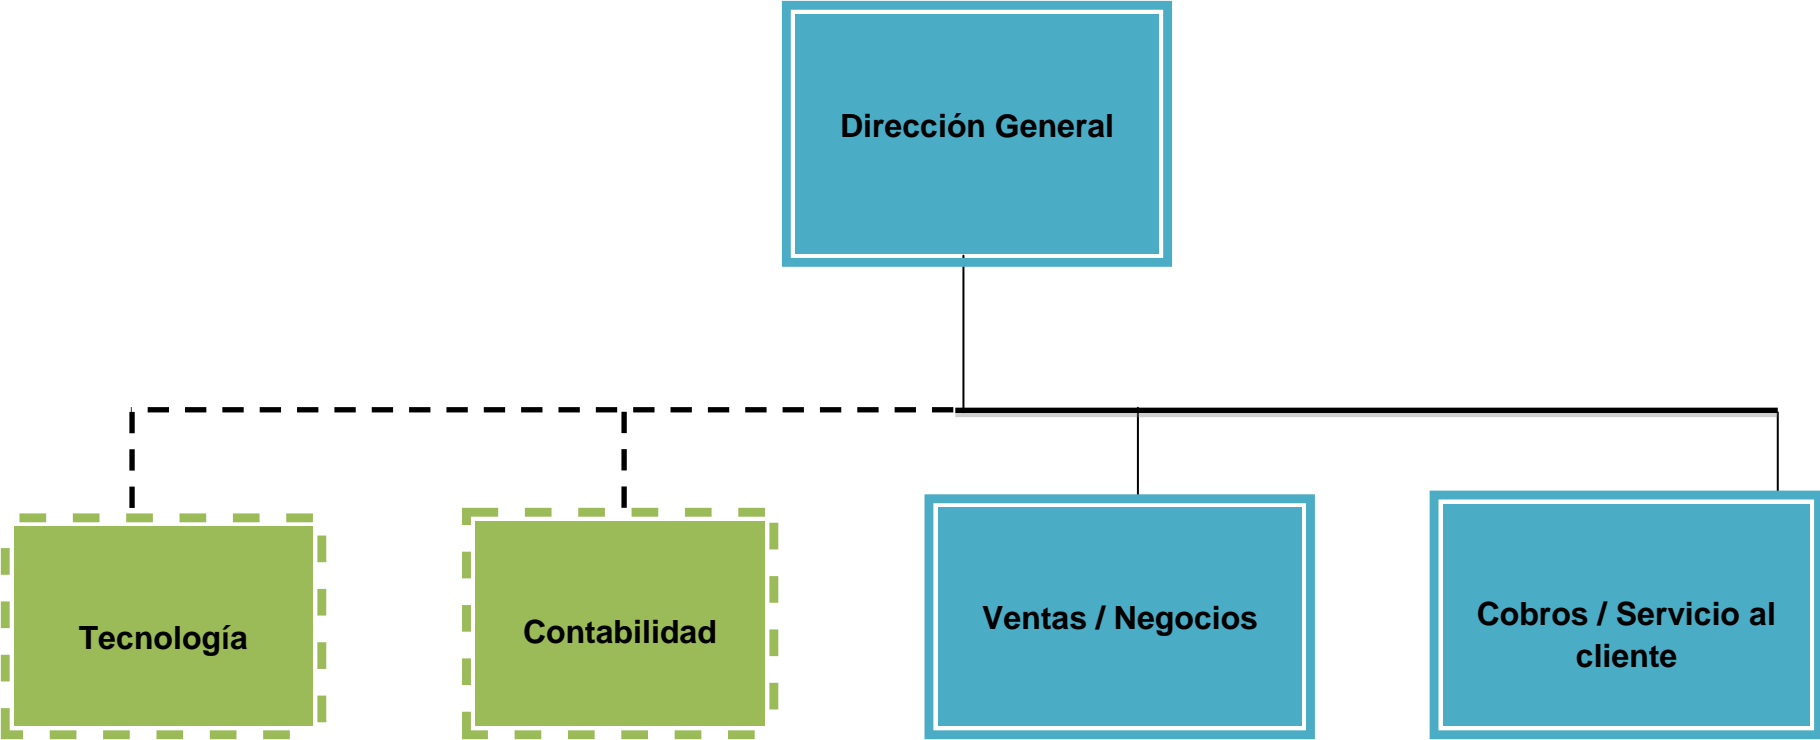 Dirección General
Tecnología
Contabilidad
Ventas / Negocios
Cobros / Servicio al
cliente